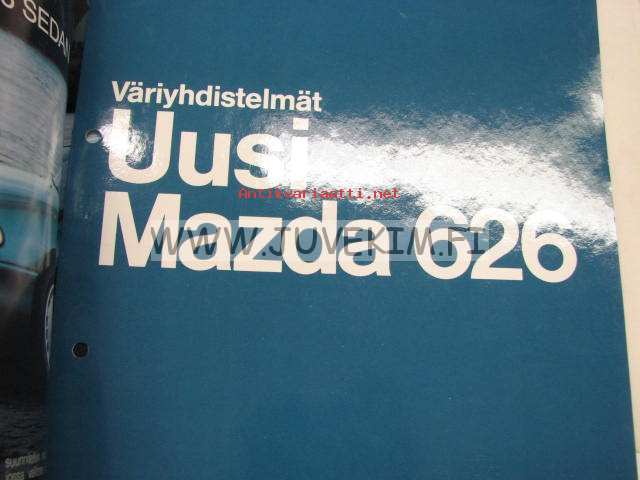 SEDAN
Väriyhdistelmät
Uusi
Antikvariaatti.net
Mazda 626
WWW.JUVEKIM.FI